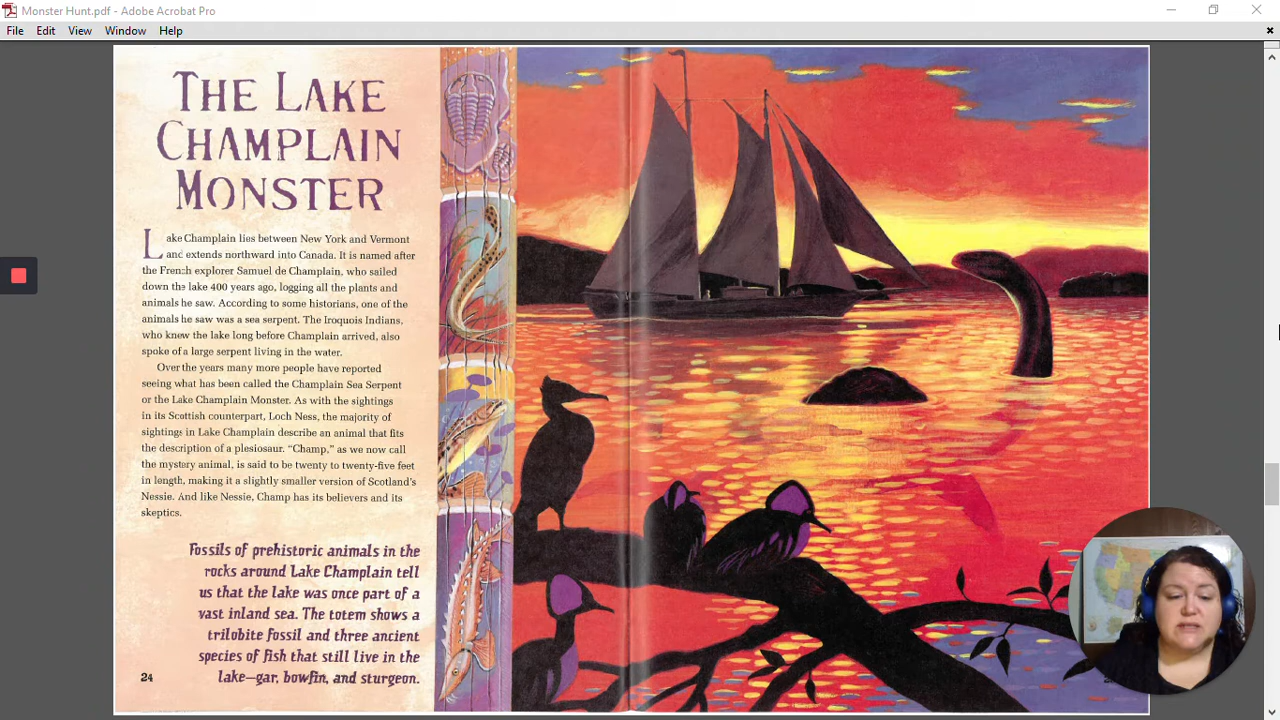 Monster Hunt.pdf - Adobe Acrobat Pro
File Edit View Window Help
THE LAKE
CHAMPLAIN
MONSTER
Lake Champlain lies between New York and Vermont
and extends northward into Canada. It is named after
the French explorer Samuel de Champlain, who sailed
down the lake 400 years ago, logging all the plants and
animals he saw. According to some historians, one of the
animals he saw was a sea serpent. The Iroquois Indians,
who knew the lake long before Champlain arrived, also
spoke of a large serpent living in the water.
Over the years many more people have reported
seeing what has been called the Champlain Sea Serpent
or the Lake Champlain Monster. As with the sightings
in its Scottish counterpart, Loch Ness, the majority of
sightings in Lake Champlain describe an animal that fits
the description of a plesiosaur. “Champ,” as we now call
the mystery animal, is said to be twenty to twenty-five feet
in length, making it a slightly smaller version of Scotland’s
Nessie. And like Nessie, Champ has its believers and its
skeptics.
Fossils of prehistoric animals in the
rocks around Lake Champlain tell
us that the lake was once part of a
vast inland sea. The totem shows a
trilobite fossil and three ancient
species of fish that still live in the
lake—gar, bowfin, and sturgeon.
24